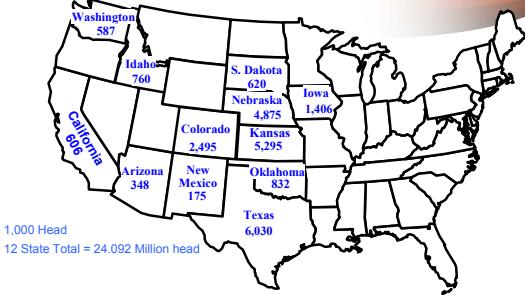 Washington
587
Idaho
760
S. Dakota
620
Nebraska
4,875
Iowa
1,406
California
606
Colorado
2,495
Kansas
5,295
Arizona
348
New
Mexico
175
Oklahoma
832
Texas
6,030
1,000 Head
12 State Total = 24.092 Million head